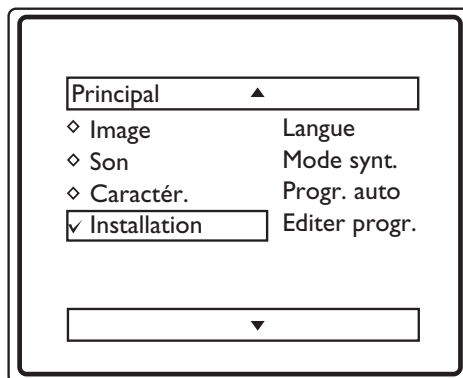 Principal
Image
Son
Caractér.
Installation
Langue
Mode synt.
Progr. auto
Editer progr.